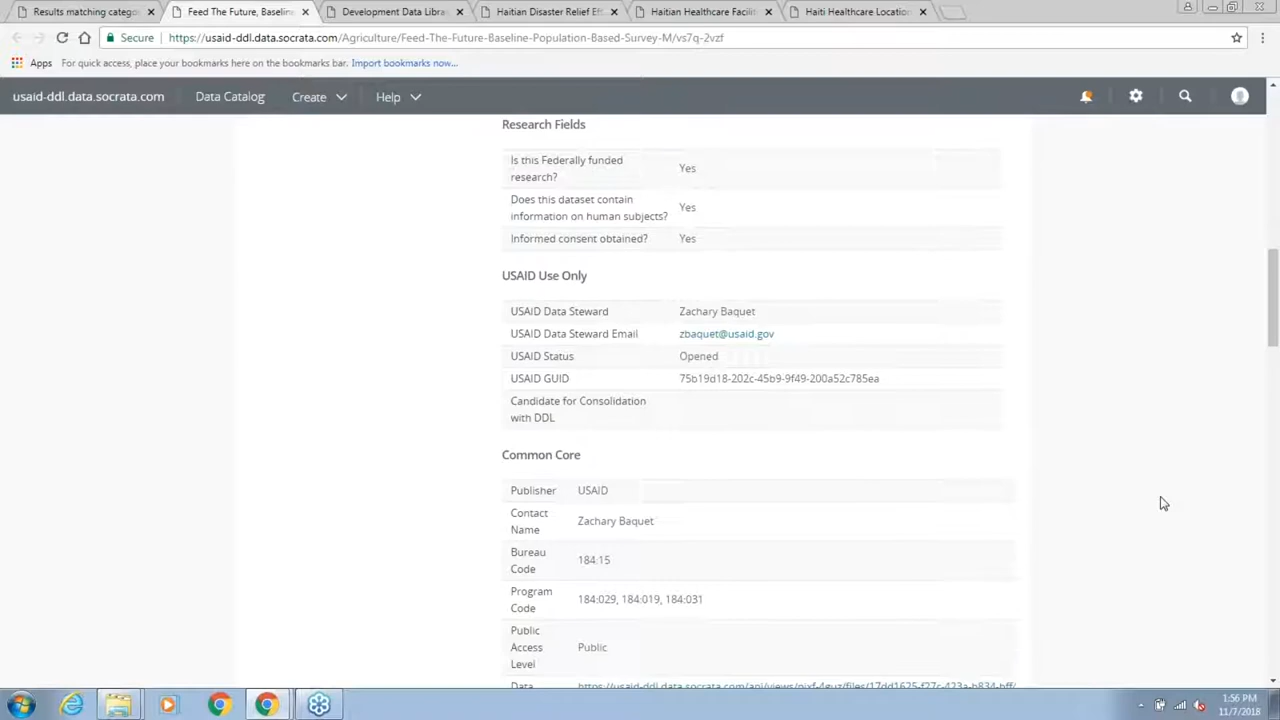 Results matching categ
Feed The Future, Baselin
Development Data Libra
Haitian Disaster Relief Ef
Haitian Healthcare Facili
Haiti Healthcare Location
Secure
https://usaid-ddl.data.socrata.com/Agriculture/Feed-The-Future-Baseline-Population-Based-Survey-M/vs7q-2vzf
Apps
For quick access, place your bookmarks here on the bookmarks bar. Import bookmarks now...
usaid-ddl.data.socrata.com
Data Catalog
Create
Help
Research Fields
Is this Federally funded
research?
Yes
Does this dataset contain
information on human subjects?
Yes
Informed consent obtained?
Yes
USAID Use Only
USAID Data Steward
Zachary Baquet
USAID Data Steward Email
zbaquet@usaid.gov
USAID Status
Opened
USAID GUID
75b19d18-202c-45b9-9f49-200a52c785ea
Candidate for Consolidation
with DDL
Common Core
Publisher
USAID
Contact
Name
Zachary Baquet
Bureau
Code
184:15
Program
Code
184:029, 184:019, 184:031
Public
Access
Level
Public
Data
1:56 PM
11/7/2018